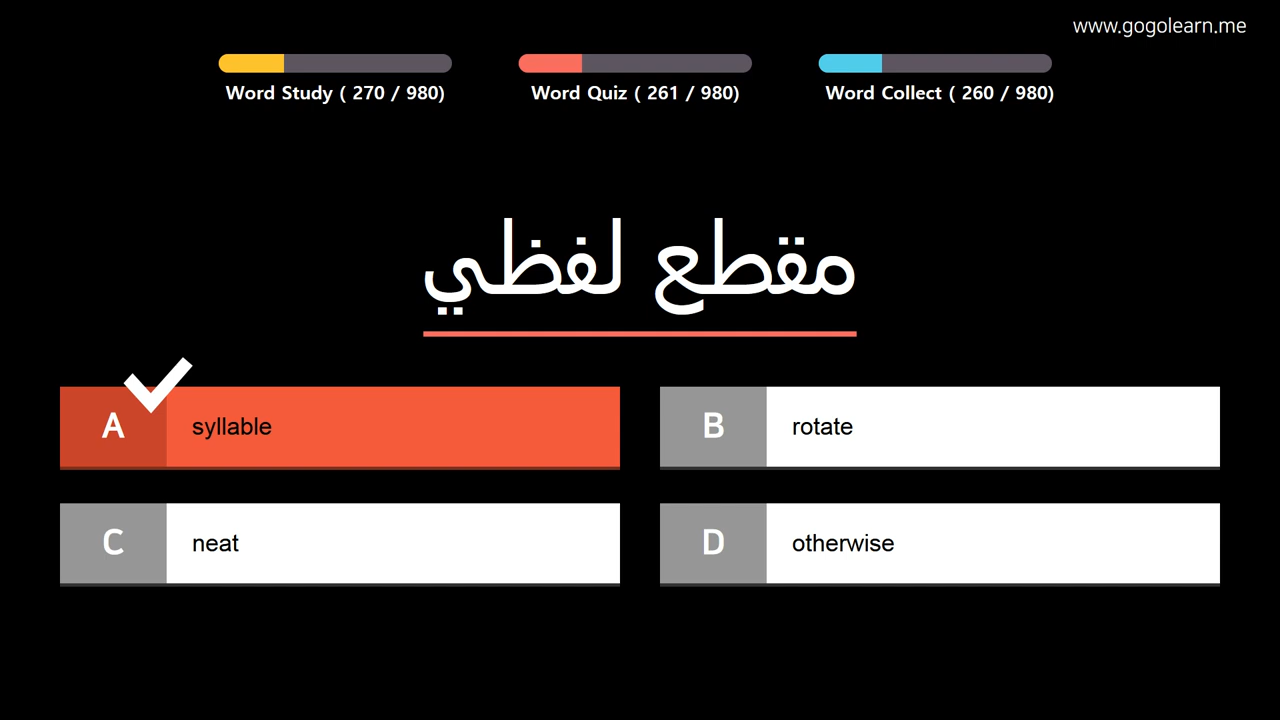 www.gogolearn.me
Word Study ( 270 / 980)
Word Quiz ( 261 / 980)
Word Collect ( 260 / 980)
مقطع لفظي
A syllable
B rotate
C neat
D otherwise